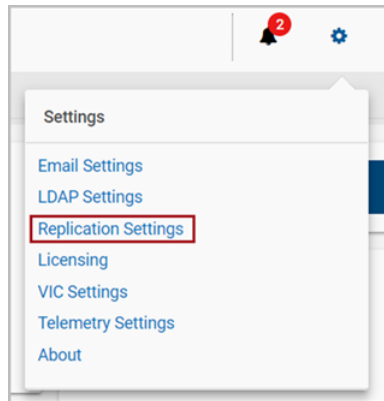 2
Settings
Email Settings
LDAP Settings
Replication Settings
Licensing
VIC Settings
Telemetry Settings
About